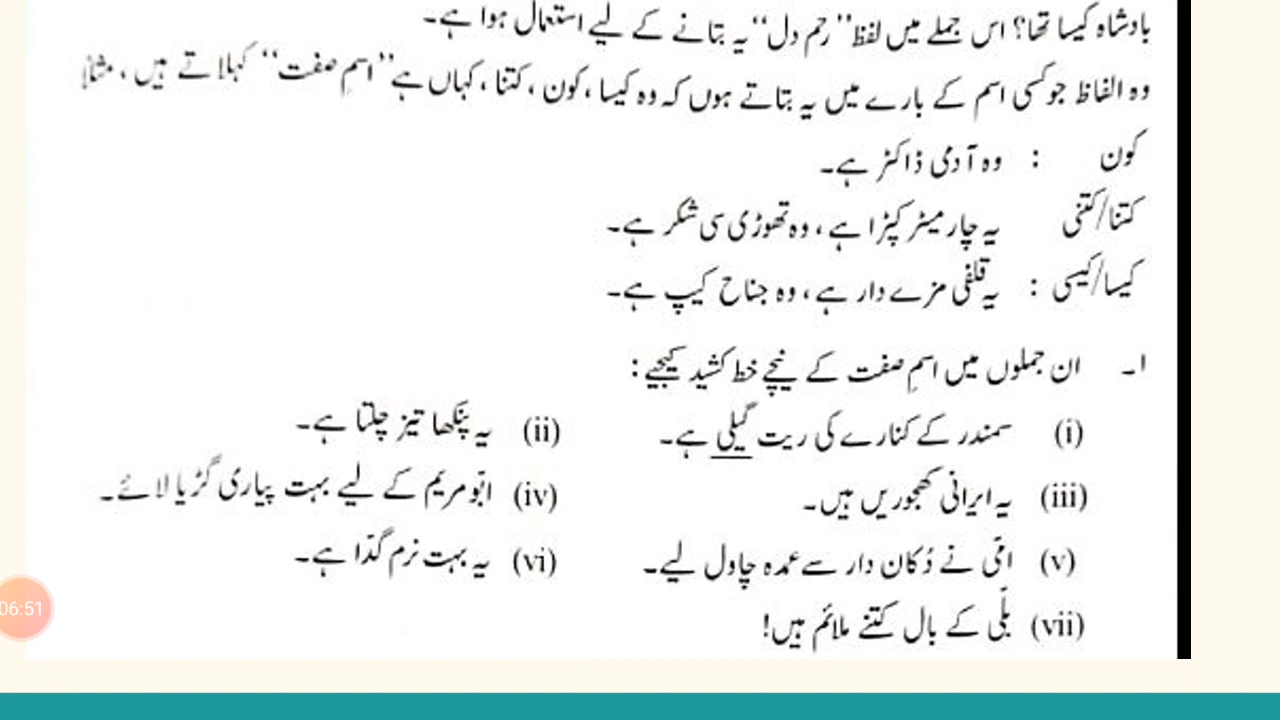 بادشاہ کیسا تھا؟ اس جملے میں لفظ ’’رحم دل‘‘ یہ بتانے کے لیے استعمال ہوا ہے۔
وہ الفاظ جو کسی اسم کے بارے میں یہ بتاتے ہوں کہ وہ کیسا، کون، کتنا، کہاں ہے ’’اسمِ صفت‘‘ کہلاتے ہیں، مثلاً
کون : وہ آدمی ڈاکٹر ہے۔
کتنا/کتنی یہ چار میٹر کپڑا ہے، وہ تھوڑی سی شکر ہے۔
کیسا/کیسی : یہ قلفی مزے دار ہے، وہ جناح کیپ ہے۔
۱۔ ان جملوں میں اسمِ صفت کے نیچے خط کشید کیجیے:
(i) سمندر کے کنارے کی ریت گیلی ہے۔ (ii) یہ پنکھا تیز چلتا ہے۔
(iii) یہ ایرانی کھجوریں ہیں۔ (iv) ابّو مریم کے لیے بہت پیاری گڑیا لائے۔
(v) امّی نے دُکان دار سے عمدہ چاول لیے۔ (vi) یہ بہت نرم گدّا ہے۔
(vii) بلّی کے بال کتنے ملائم ہیں!
06:51